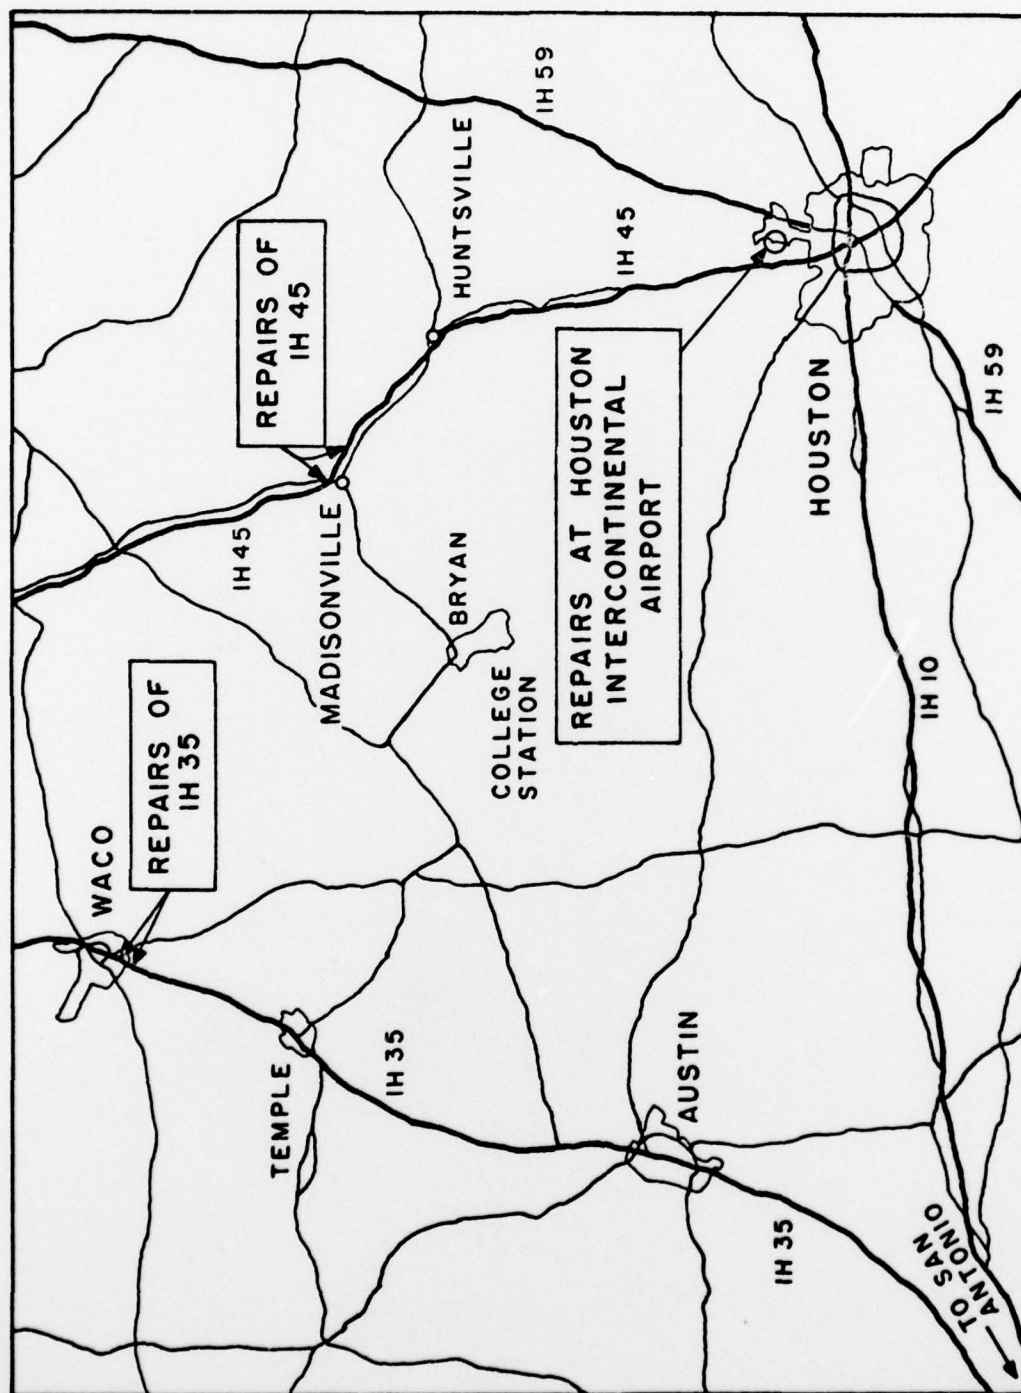 WACO
REPAIRS OF
IH 35
TEMPLE
IH 35
AUSTIN
IH 35
TO SAN
ANTONIO
IH 45
REPAIRS OF
IH 45
MADISONVILLE
HUNTSVILLE
IH 59
BRYAN
COLLEGE
STATION
IH 45
REPAIRS AT HOUSTON
INTERCONTINENTAL
AIRPORT
HOUSTON
IH 10
IH 59